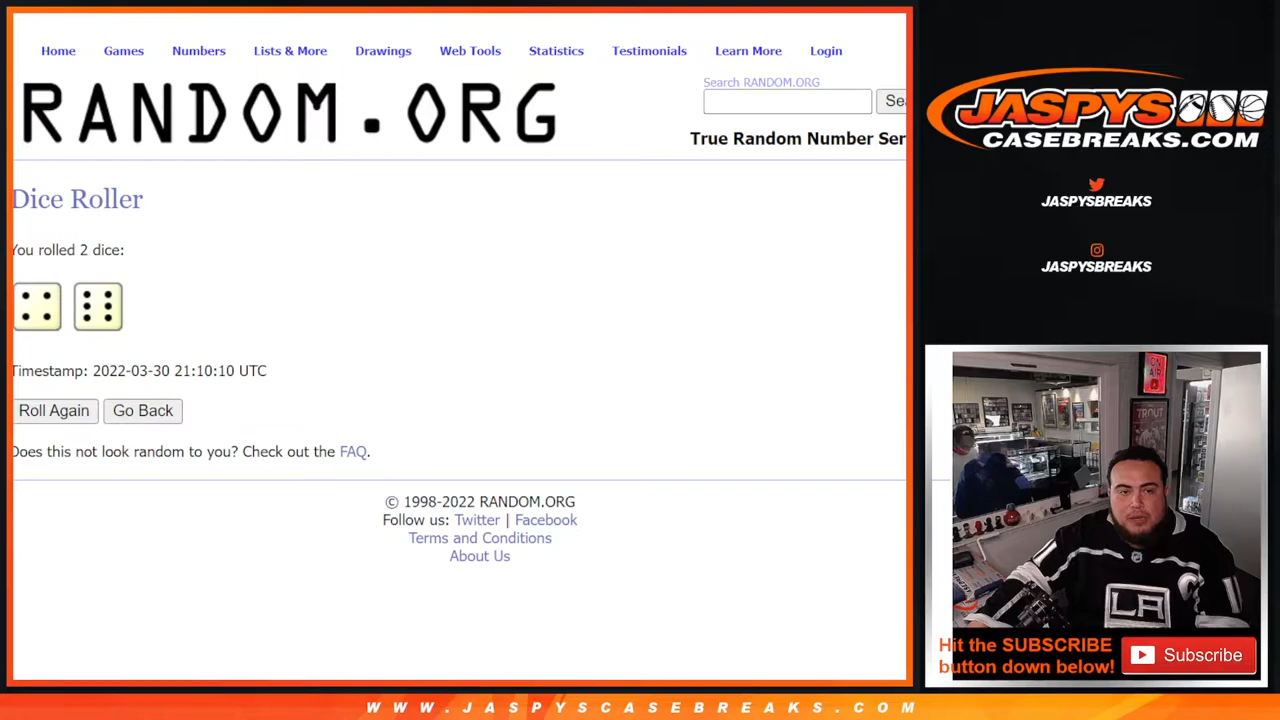 Home Games Numbers Lists & More Drawings Web Tools Statistics Testimonials Learn More Login
Search RANDOM.ORG
RANDOM.ORG
Sea
True Random Number Ser
Dice Roller
You rolled 2 dice:
Timestamp: 2022-03-30 21:10:10 UTC
Roll Again Go Back
Does this not look random to you? Check out the FAQ.
© 1998-2022 RANDOM.ORG
Follow us: Twitter | Facebook
Terms and Conditions
About Us
JASPYS
CASEBREAKS.COM
JASPYSBREAKS
JASPYSBREAKS
ON
AIR
TROUT
LA
C
Hit the SUBSCRIBE
button down below!
Subscribe
WWW.JASPYSCASEBREAKS.COM